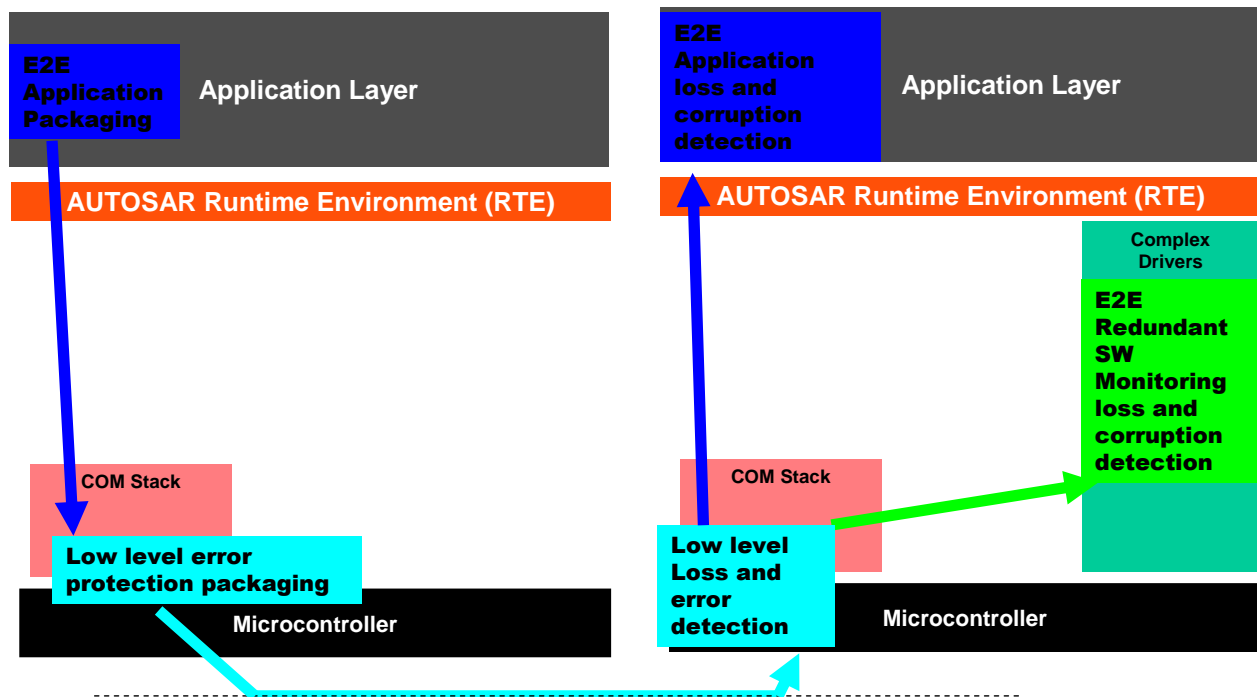 E2E
Application
Packaging
Application Layer
AUTOSAR Runtime Environment (RTE)
COM Stack
Low level error
protection packaging
Microcontroller
E2E
Application
loss and
corruption
detection
Application Layer
AUTOSAR Runtime Environment (RTE)
Complex
Drivers
E2E
Redundant
SW
Monitoring
loss and
corruption
detection
COM Stack
Low level
Loss and
error
detection
Microcontroller